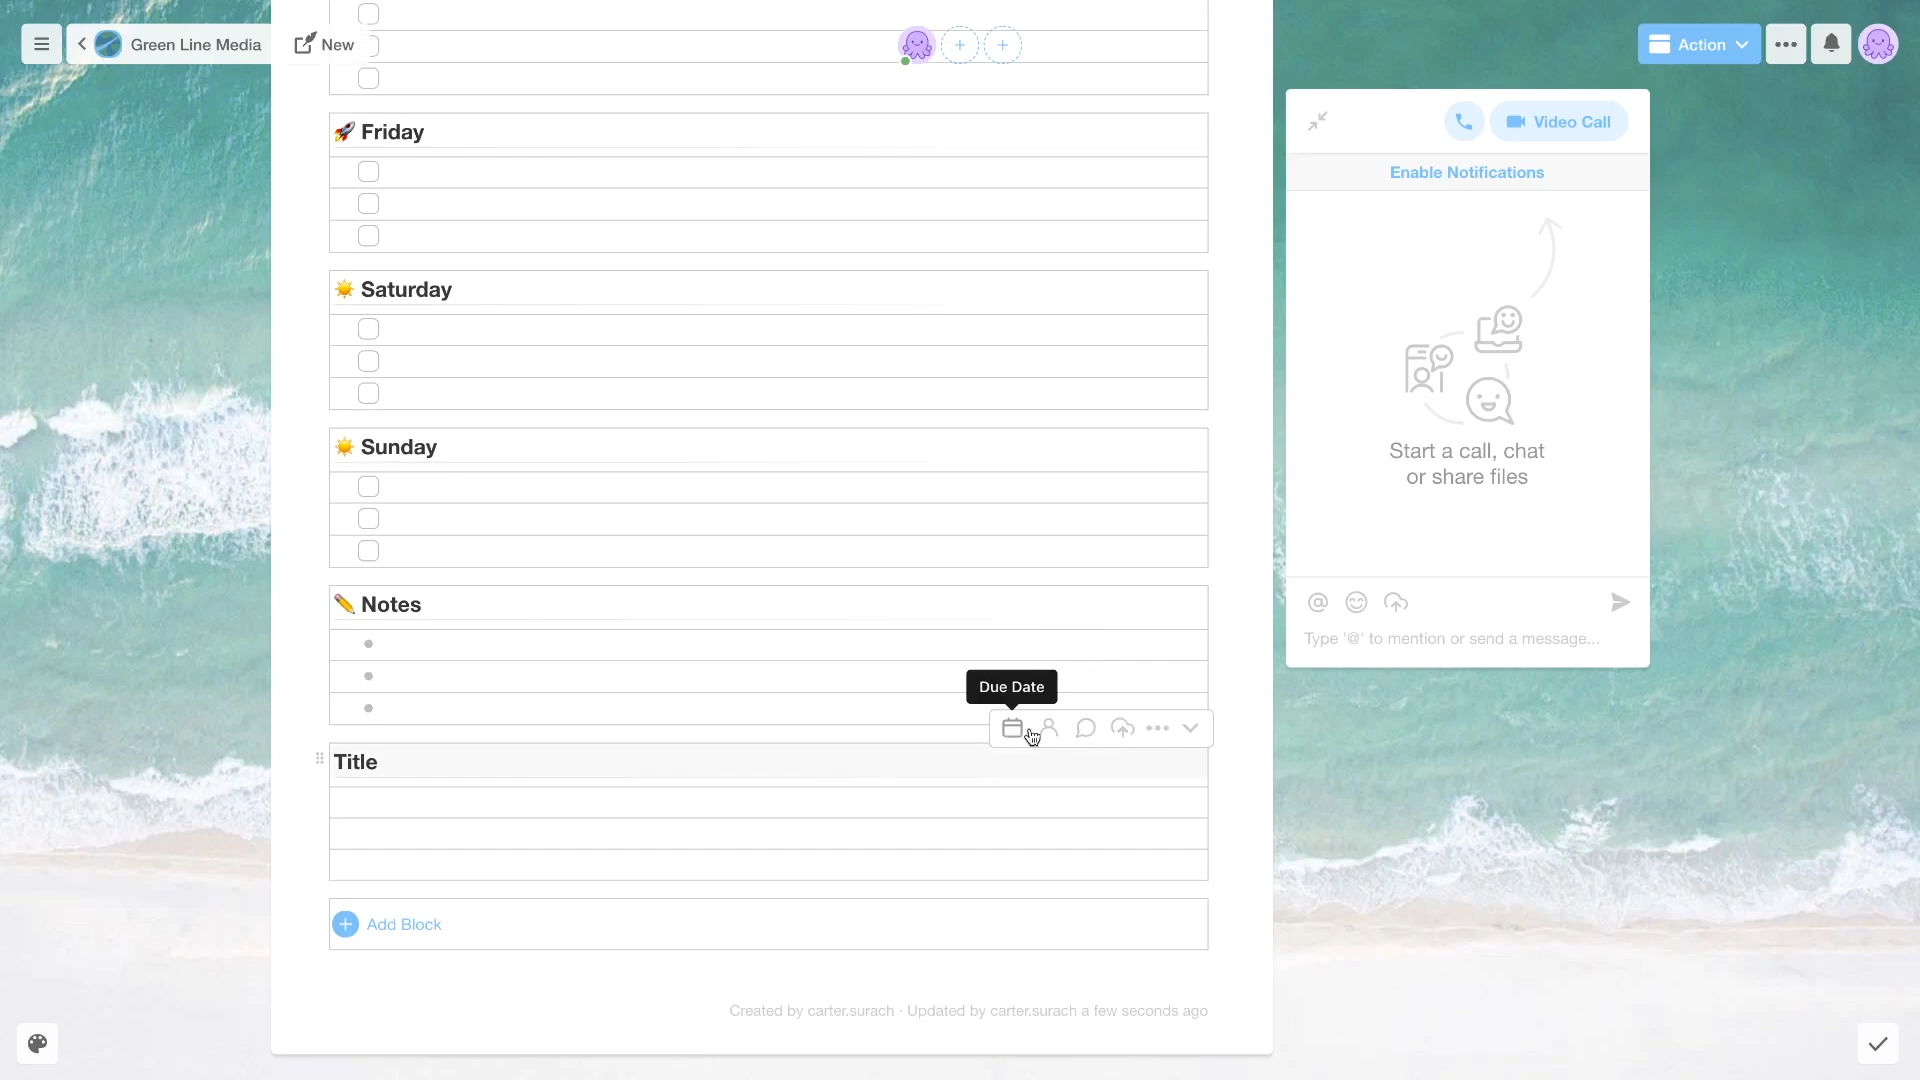 Green Line Media
New
Action
Friday
Video Call
Enable Notifications
Saturday
Start a call, chat
or share files
Sunday
Notes
Type '@' to mention or send a message...
Due Date
Title
Add Block
Created by carter.surach · Updated by carter.surach a few seconds ago